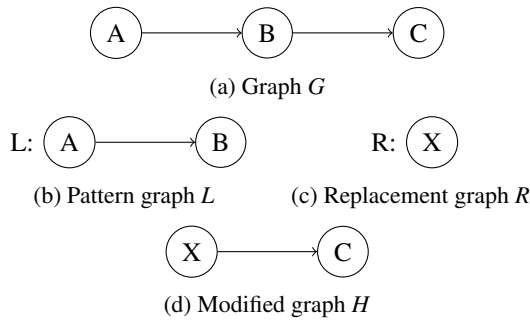 A B C
(a) Graph G
L: A B R: X
(b) Pattern graph L (c) Replacement graph R
X C
(d) Modified graph H